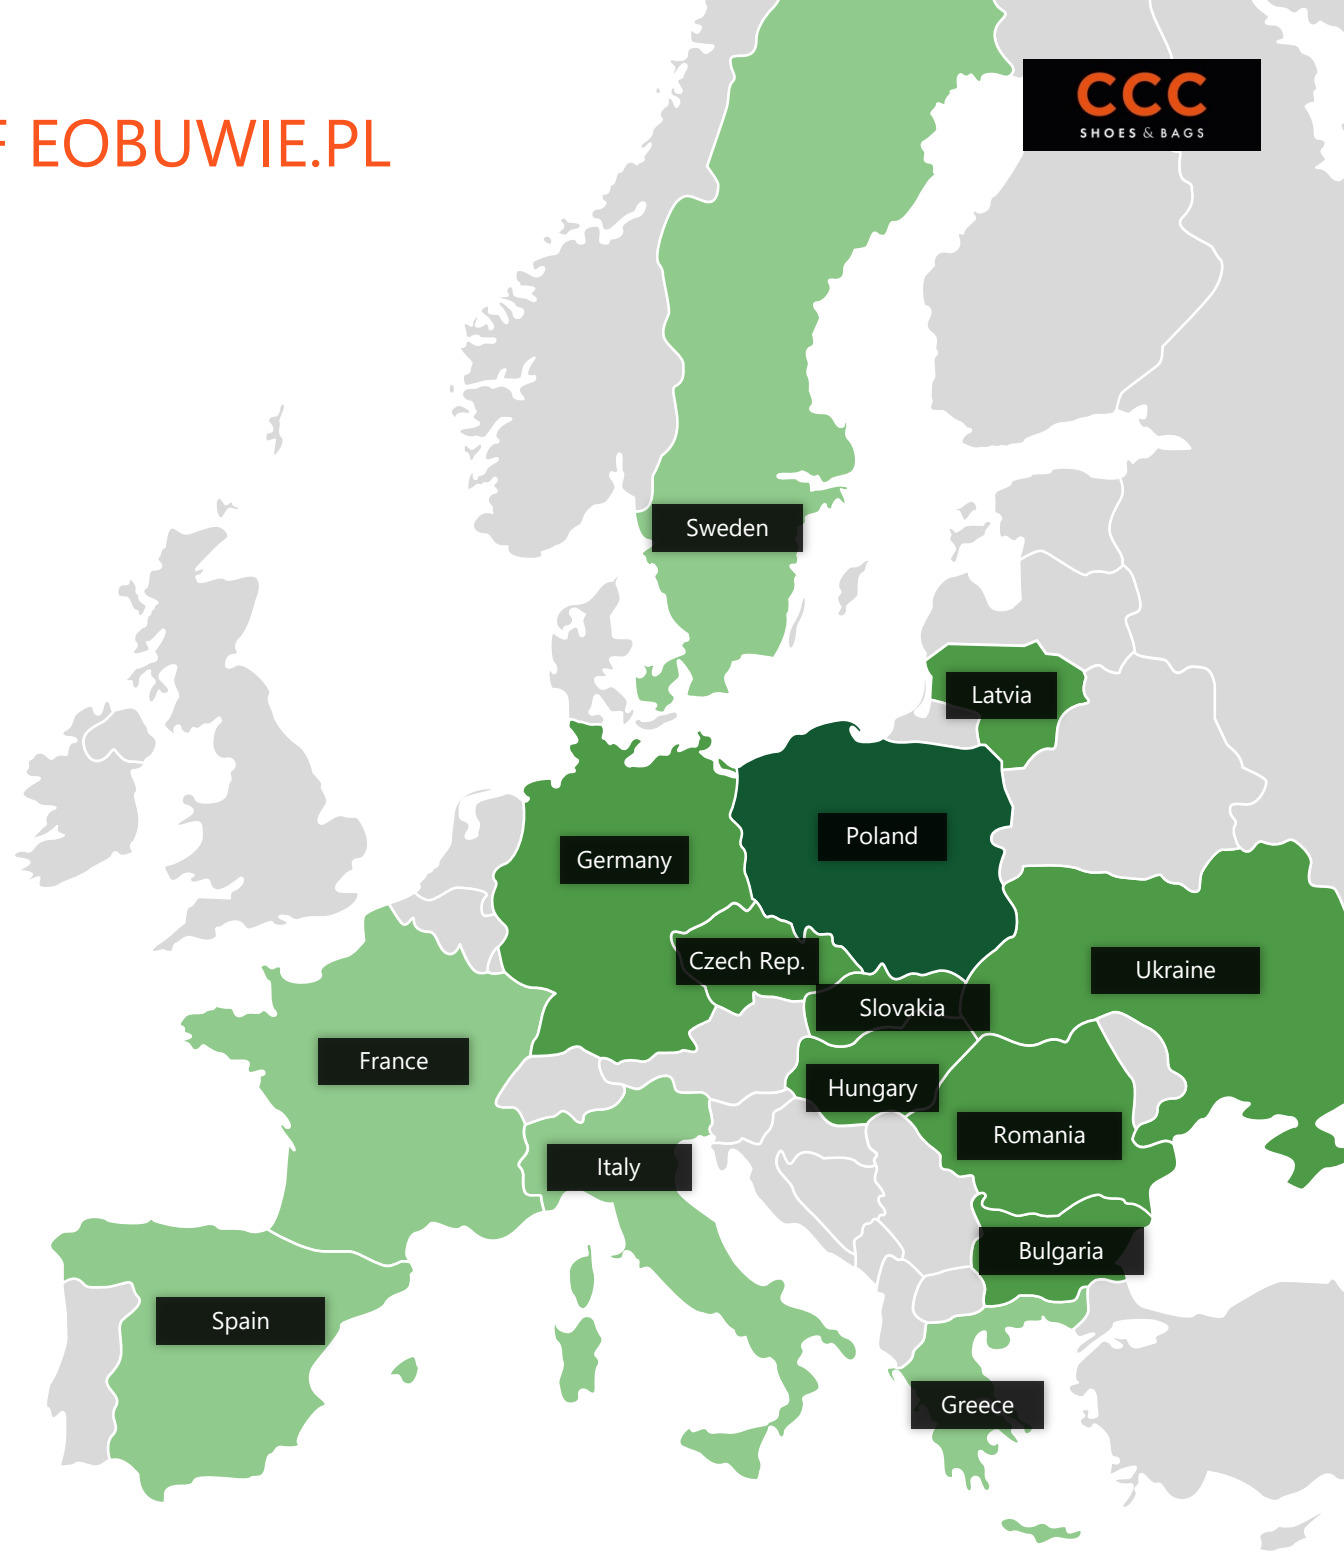 F EOBUWIE.PL
CCC
SHOES & BAGS
Sweden
Latvia
Poland
Germany
Czech Rep.
Ukraine
Slovakia
France
Hungary
Romania
Italy
Bulgaria
Spain
Greece